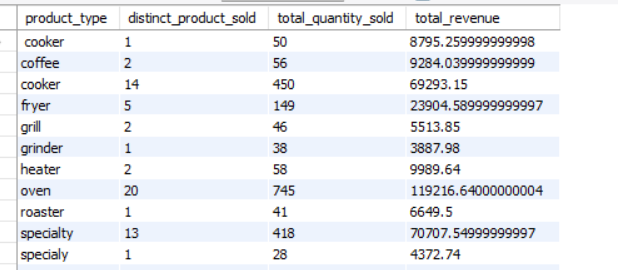 product_type distinct_product_sold total_quantity_sold total_revenue
cooker 1 50 8795.259999999998
coffee 2 56 9284.039999999999
cooker 14 450 69293.15
fryer 5 149 23904.589999999997
grill 2 46 5513.85
grinder 1 38 3887.98
heater 2 58 9989.64
oven 20 745 119216.64000000004
roaster 1 41 6649.5
specialty 13 418 70707.54999999997
specialy 1 28 4372.74